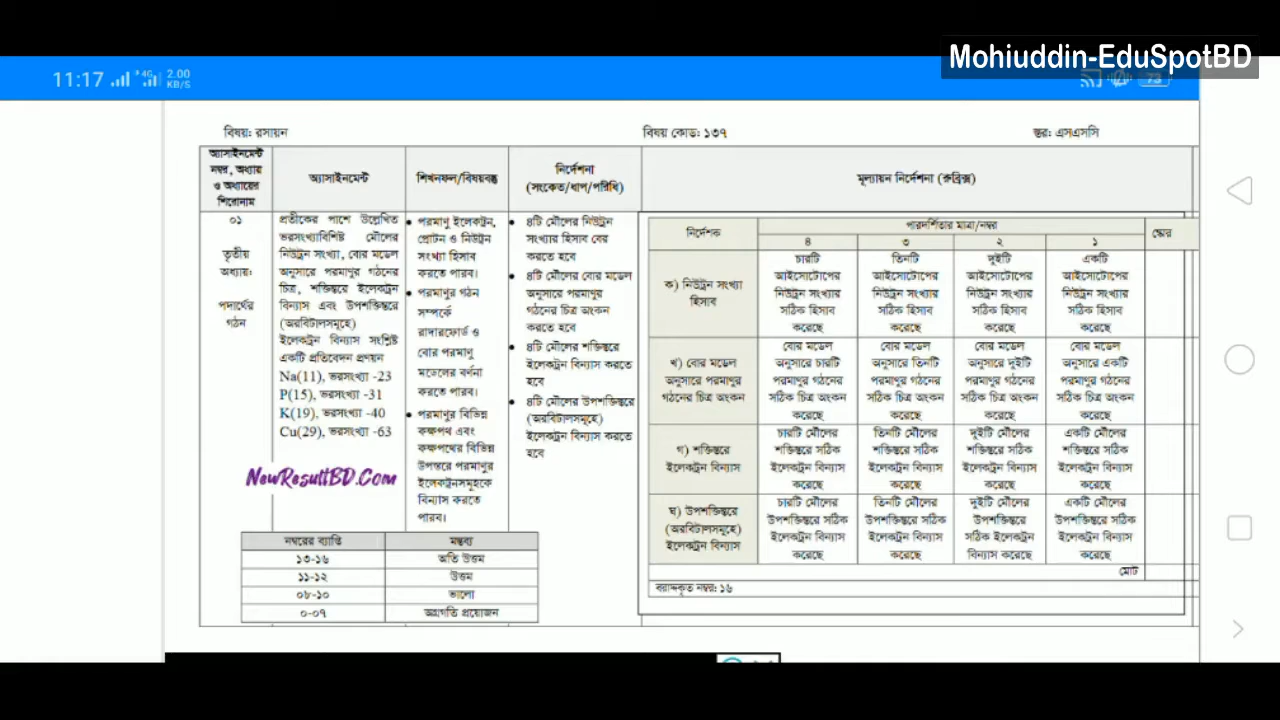 Mohiuddin-EduSpotBD
11:17
4G
2.00
KB/S
73
বিষয়: রসায়ন
বিষয় কোড: ১৩৭
স্তর: এসএসসি
অ্যাসাইনমেন্ট
নম্বর, অধ্যায়
ও অধ্যায়ের
শিরোনাম
অ্যাসাইনমেন্ট
শিখনফল/বিষয়বস্তু
নির্দেশনা
(সংকেত/ধাপ/পরিধি)
মূল্যায়ন নির্দেশনা (রুব্রিক্স)
০১
তৃতীয়
অধ্যায়:
পদার্থের
গঠন
প্রতীকের পাশে উল্লেখিত
ভরসংখ্যাবিশিষ্ট মৌলের
নিউট্রন সংখ্যা, বোর মডেল
অনুসারে পরমাণুর গঠনের
চিত্র, শক্তিস্তরে ইলেকট্রন
বিন্যাস এবং উপশক্তিস্তরে
(অরবিটালসমূহে)
ইলেকট্রন বিন্যাস সংশ্লিষ্ট
একটি প্রতিবেদন প্রণয়ন
Na(11), ভরসংখ্যা -23
P(15), ভরসংখ্যা -31
K(19), ভরসংখ্যা -40
Cu(29), ভরসংখ্যা -63
NewResultBD.Com
• পরমাণু ইলেকট্রন,
প্রোটন ও নিউট্রন
সংখ্যা হিসাব
করতে পারব।
• পরমাণুর গঠন
সম্পর্কে
রাদারফোর্ড ও
বোর পরমাণু
মডেলের বর্ণনা
করতে পারব।
• পরমাণুর বিভিন্ন
কক্ষপথ এবং
কক্ষপথের বিভিন্ন
উপস্তরে পরমাণুর
ইলেকট্রনসমূহকে
বিন্যাস করতে
পারব।
• ৪টি মৌলের নিউট্রন
সংখ্যার হিসাব বের
করতে হবে
• ৪টি মৌলের বোর মডেল
অনুসারে পরমাণুর
গঠনের চিত্র অংকন
করতে হবে
• ৪টি মৌলের শক্তিস্তরে
ইলেকট্রন বিন্যাস করতে
হবে
• ৪টি মৌলের উপশক্তিস্তরে
(অরবিটালসমূহে)
ইলেকট্রন বিন্যাস করতে
হবে
নির্দেশক
পারদর্শিতার মাত্রা/নম্বর
স্কোর
৪
৩
২
১
ক) নিউট্রন সংখ্যা
হিসাব
চারটি
আইসোটোপের
নিউট্রন সংখ্যার
সঠিক হিসাব
করেছে
তিনটি
আইসোটোপের
নিউট্রন সংখ্যার
সঠিক হিসাব
করেছে
দুইটি
আইসোটোপের
নিউট্রন সংখ্যার
সঠিক হিসাব
করেছে
একটি
আইসোটোপের
নিউট্রন সংখ্যার
সঠিক হিসাব
করেছে
খ) বোর মডেল
অনুসারে পরমাণুর
গঠনের চিত্র অংকন
বোর মডেল
অনুসারে চারটি
পরমাণুর গঠনের
সঠিক চিত্র অংকন
করেছে
বোর মডেল
অনুসারে তিনটি
পরমাণুর গঠনের
সঠিক চিত্র অংকন
করেছে
বোর মডেল
অনুসারে দুইটি
পরমাণুর গঠনের
সঠিক চিত্র অংকন
করেছে
বোর মডেল
অনুসারে একটি
পরমাণুর গঠনের
সঠিক চিত্র অংকন
করেছে
গ) শক্তিস্তরে
ইলেকট্রন বিন্যাস
চারটি মৌলের
শক্তিস্তরে সঠিক
ইলেকট্রন বিন্যাস
করেছে
তিনটি মৌলের
শক্তিস্তরে সঠিক
ইলেকট্রন বিন্যাস
করেছে
দুইটি মৌলের
শক্তিস্তরে সঠিক
ইলেকট্রন বিন্যাস
করেছে
একটি মৌলের
শক্তিস্তরে সঠিক
ইলেকট্রন বিন্যাস
করেছে
ঘ) উপশক্তিস্তরে
(অরবিটালসমূহে)
ইলেকট্রন বিন্যাস
চারটি মৌলের
উপশক্তিস্তরে সঠিক
ইলেকট্রন বিন্যাস
করেছে
তিনটি মৌলের
উপশক্তিস্তরে সঠিক
ইলেকট্রন বিন্যাস
করেছে
দুইটি মৌলের
উপশক্তিস্তরে
সঠিক ইলেকট্রন
বিন্যাস করেছে
একটি মৌলের
উপশক্তিস্তরে সঠিক
ইলেকট্রন বিন্যাস
করেছে
মোট
বরাদ্দকৃত নম্বর: ১৬
নম্বরের ব্যাপ্তি
মন্তব্য
১৩-১৬
অতি উত্তম
১১-১২
উত্তম
০৮-১০
ভালো
০-০৭
অগ্রগতি প্রয়োজন